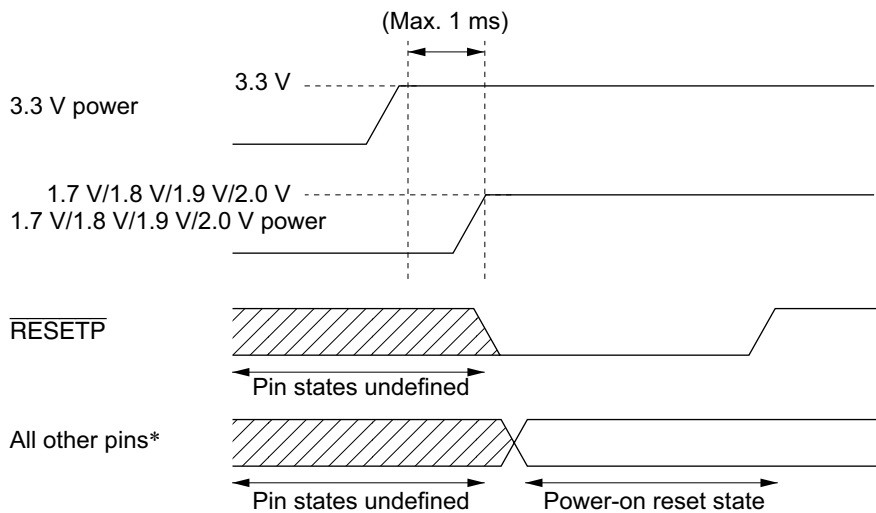 (Max. 1 ms)
3.3 V
3.3 V power
1.7 V/1.8 V/1.9 V/2.0 V
1.7 V/1.8 V/1.9 V/2.0 V power
RESETP
Pin states undefined
All other pins*
Pin states undefined
Power-on reset state